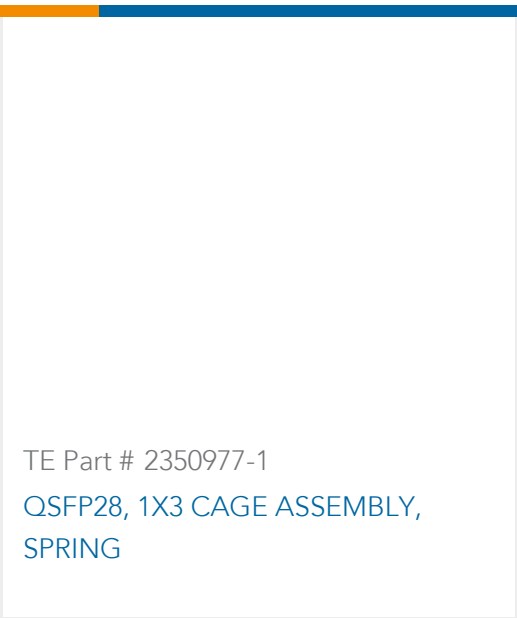 TE Part # 2350977-1
QSFP28, 1X3 CAGE ASSEMBLY,
SPRING